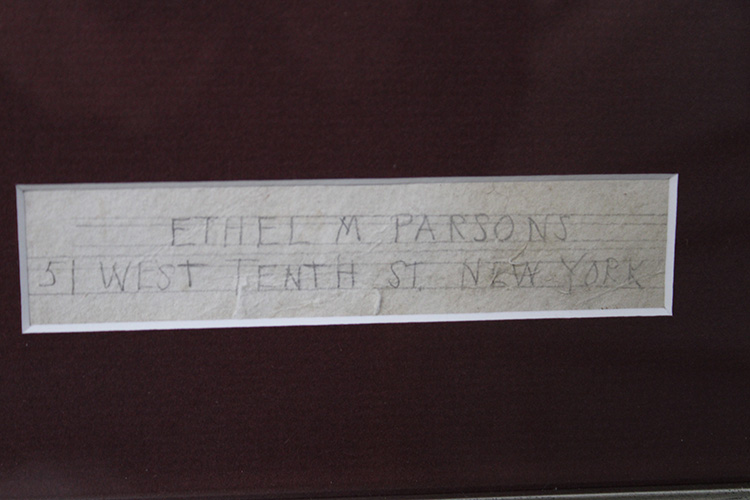 ETHEL M PARSONS
51 WEST TENTH ST. NEW YORK